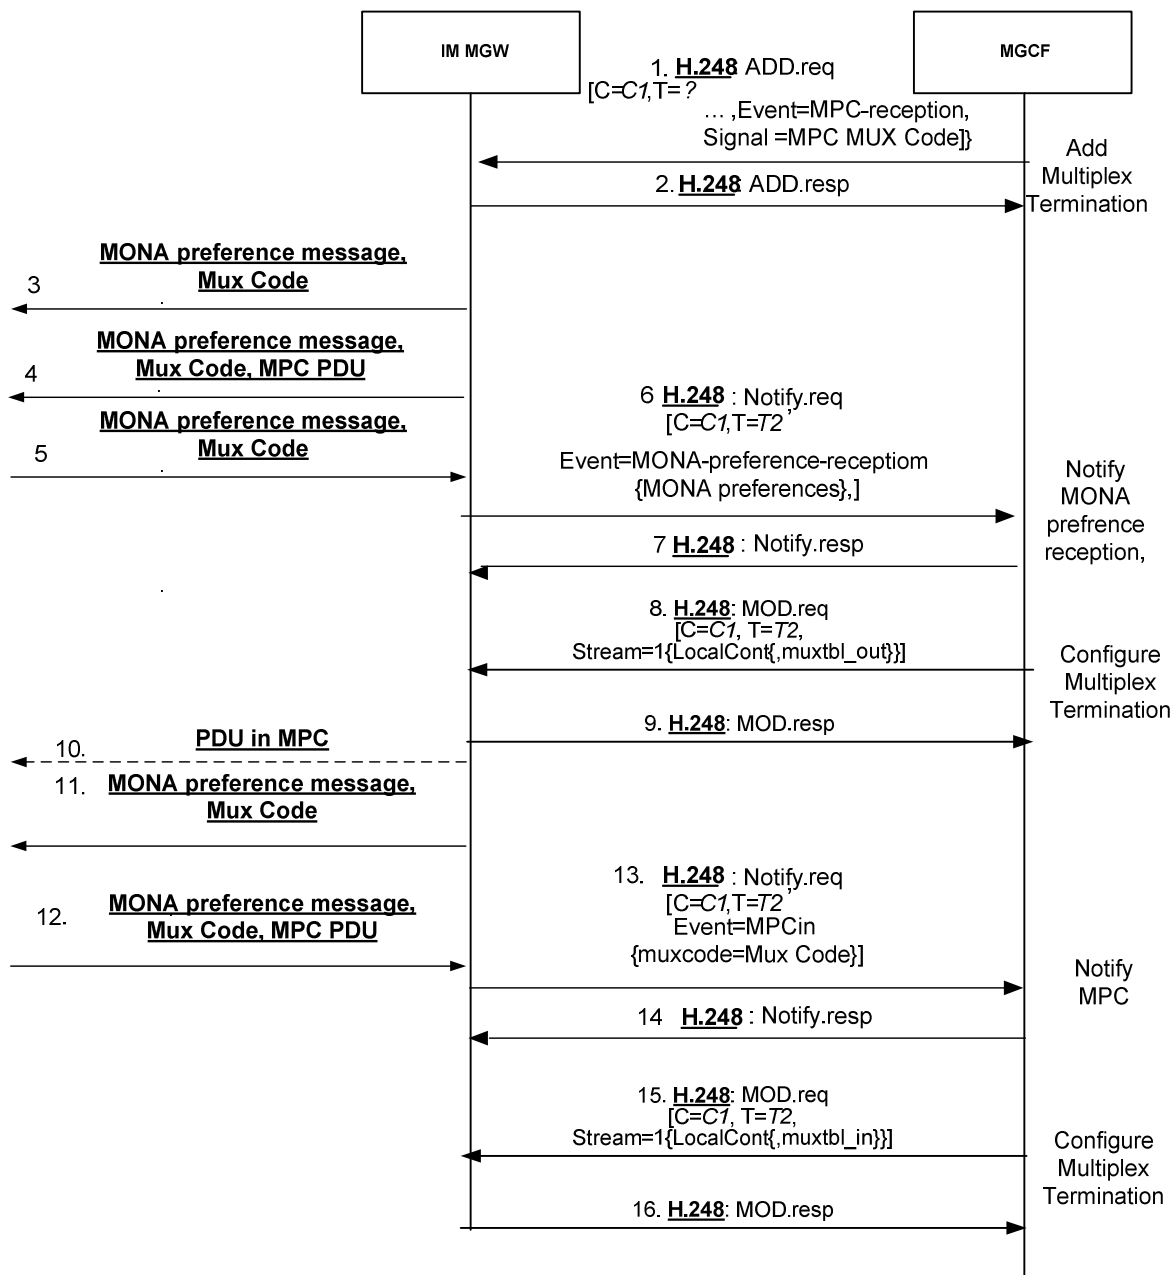 IM MGW
MGCF
1. H.248: ADD.req
[C=C1,T=?
... ,Event=MPC-reception,
Signal =MPC MUX Code]}
Add
Multiplex
Termination
2. H.248: ADD.resp
MONA preference message,
Mux Code
3
MONA preference message,
Mux Code, MPC PDU
4
MONA preference message,
Mux Code
5
6 H.248 : Notify.req
[C=C1,T=T2,
Event=MONA-preference-receptiom
{MONA preferences},]
Notify
MONA
prefrence
reception,
7 H.248 : Notify.resp
8. H.248: MOD.req
[C=C1, T=T2,
Stream=1{LocalCont{,muxtbl_out}}]
Configure
Multiplex
Termination
9. H.248: MOD.resp
10. PDU in MPC
11. MONA preference message,
Mux Code
12. MONA preference message,
Mux Code, MPC PDU
13. H.248 : Notify.req
[C=C1,T=T2,
Event=MPCin
{muxcode=Mux Code}]
Notify
MPC
14 H.248 : Notify.resp
15. H.248: MOD.req
[C=C1, T=T2,
Stream=1{LocalCont{,muxtbl_in}}]
Configure
Multiplex
Termination
16. H.248: MOD.resp